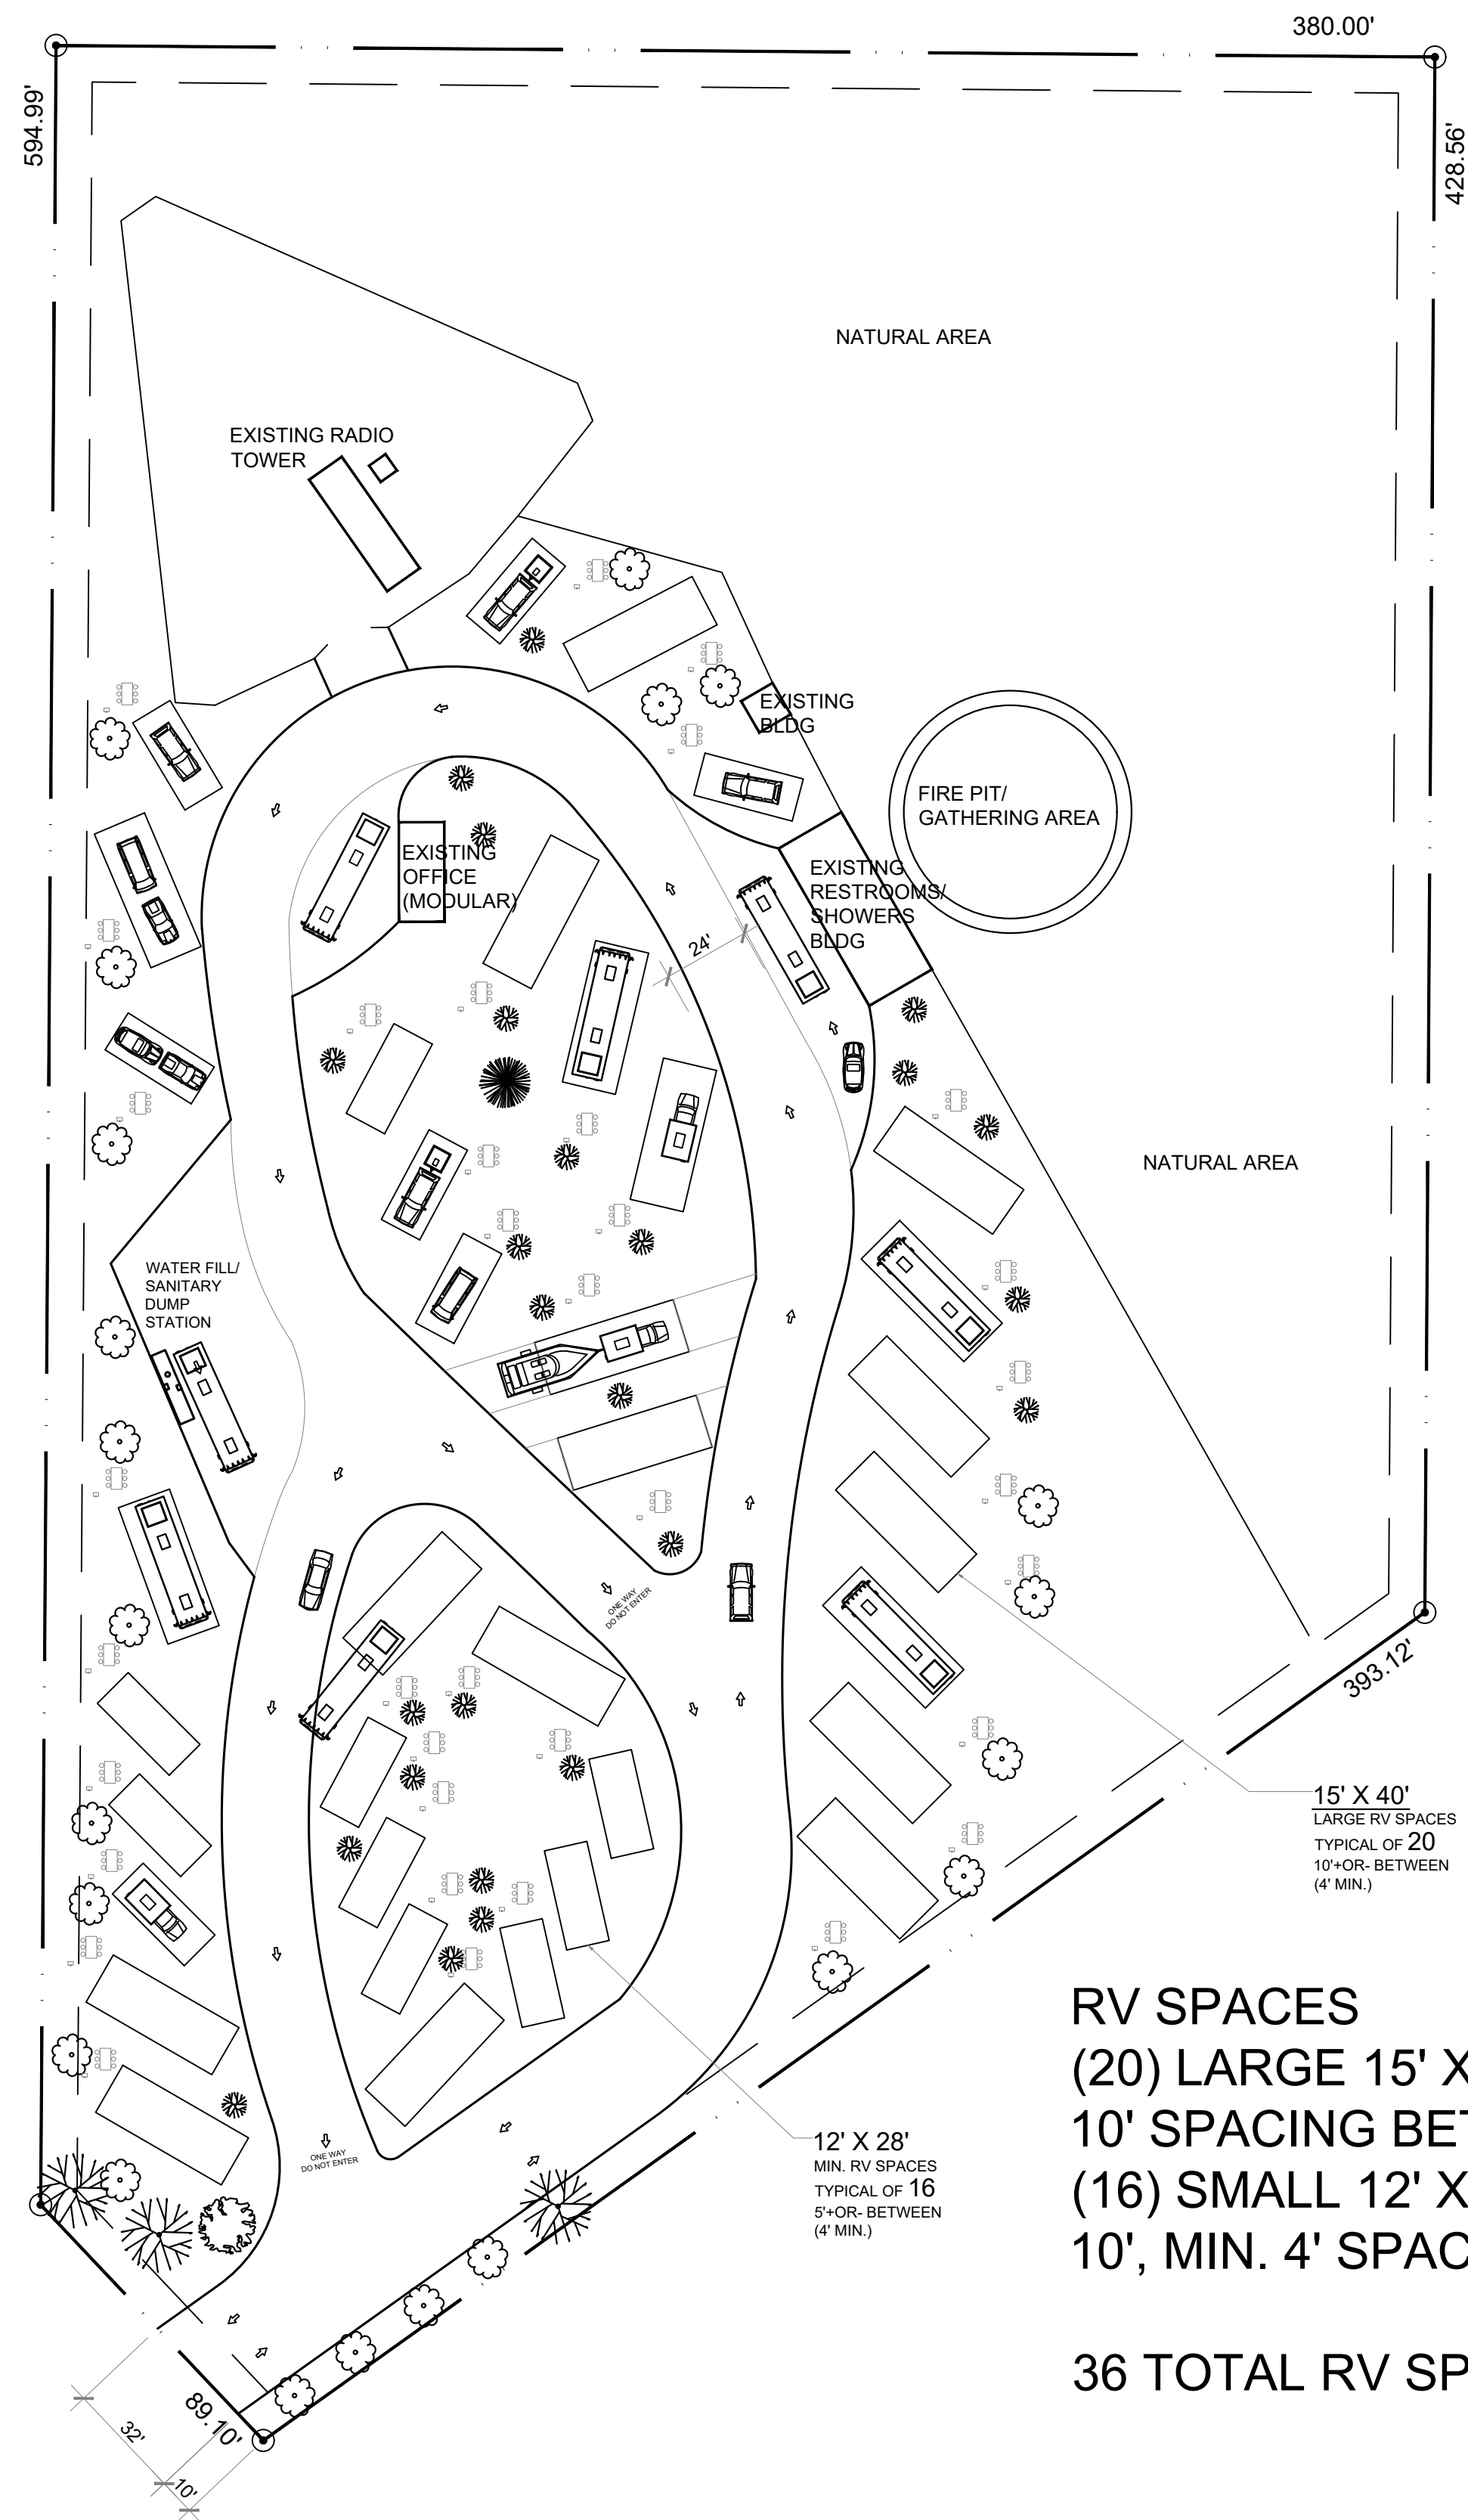 380.00'
594.99'
428.56'
NATURAL AREA
EXISTING RADIO
TOWER
EXISTING
BLDG
FIRE PIT/
GATHERING AREA
EXISTING
OFFICE
(MODULAR)
EXISTING
RESTROOMS/
SHOWERS
BLDG
24'
NATURAL AREA
WATER FILL/
SANITARY
DUMP
STATION
ONE WAY
DO NOT ENTER
393.12'
15' X 40'
LARGE RV SPACES
TYPICAL OF 20
10'+OR- BETWEEN
(4' MIN.)
12' X 28'
MIN. RV SPACES
TYPICAL OF 16
5'+OR- BETWEEN
(4' MIN.)
ONE WAY
DO NOT ENTER
RV SPACES
(20) LARGE 15' X
10' SPACING BET
(16) SMALL 12' X
10', MIN. 4' SPAC
36 TOTAL RV SP
89.10'
32'
10'